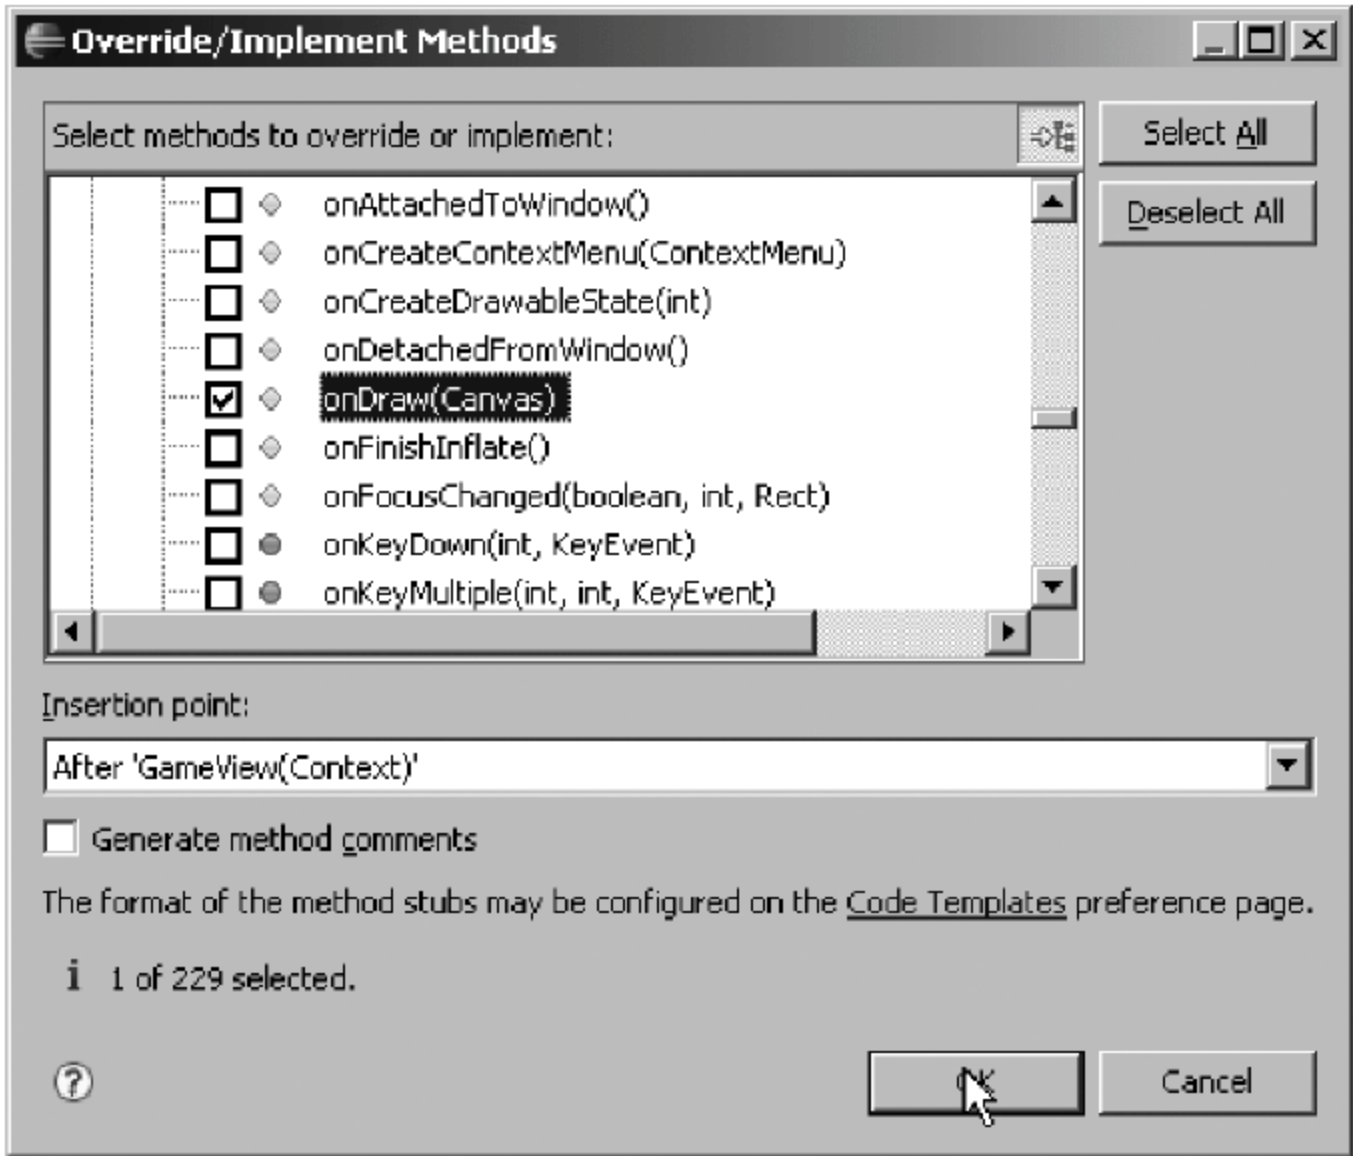 Override/Implement Methods
Select methods to override or implement:
Select All
Deselect All
onAttachedToWindow()
onCreateContextMenu(ContextMenu)
onCreateDrawableState(int)
onDetachedFromWindow()
onDraw(Canvas)
onFinishInflate()
onFocusChanged(boolean, int, Rect)
onKeyDown(int, KeyEvent)
onKeyMultiple(int, int, KeyEvent)
Insertion point:
After 'GameView(Context)'
Generate method comments
The format of the method stubs may be configured on the Code Templates preference page.
i 1 of 229 selected.
?
OK
Cancel